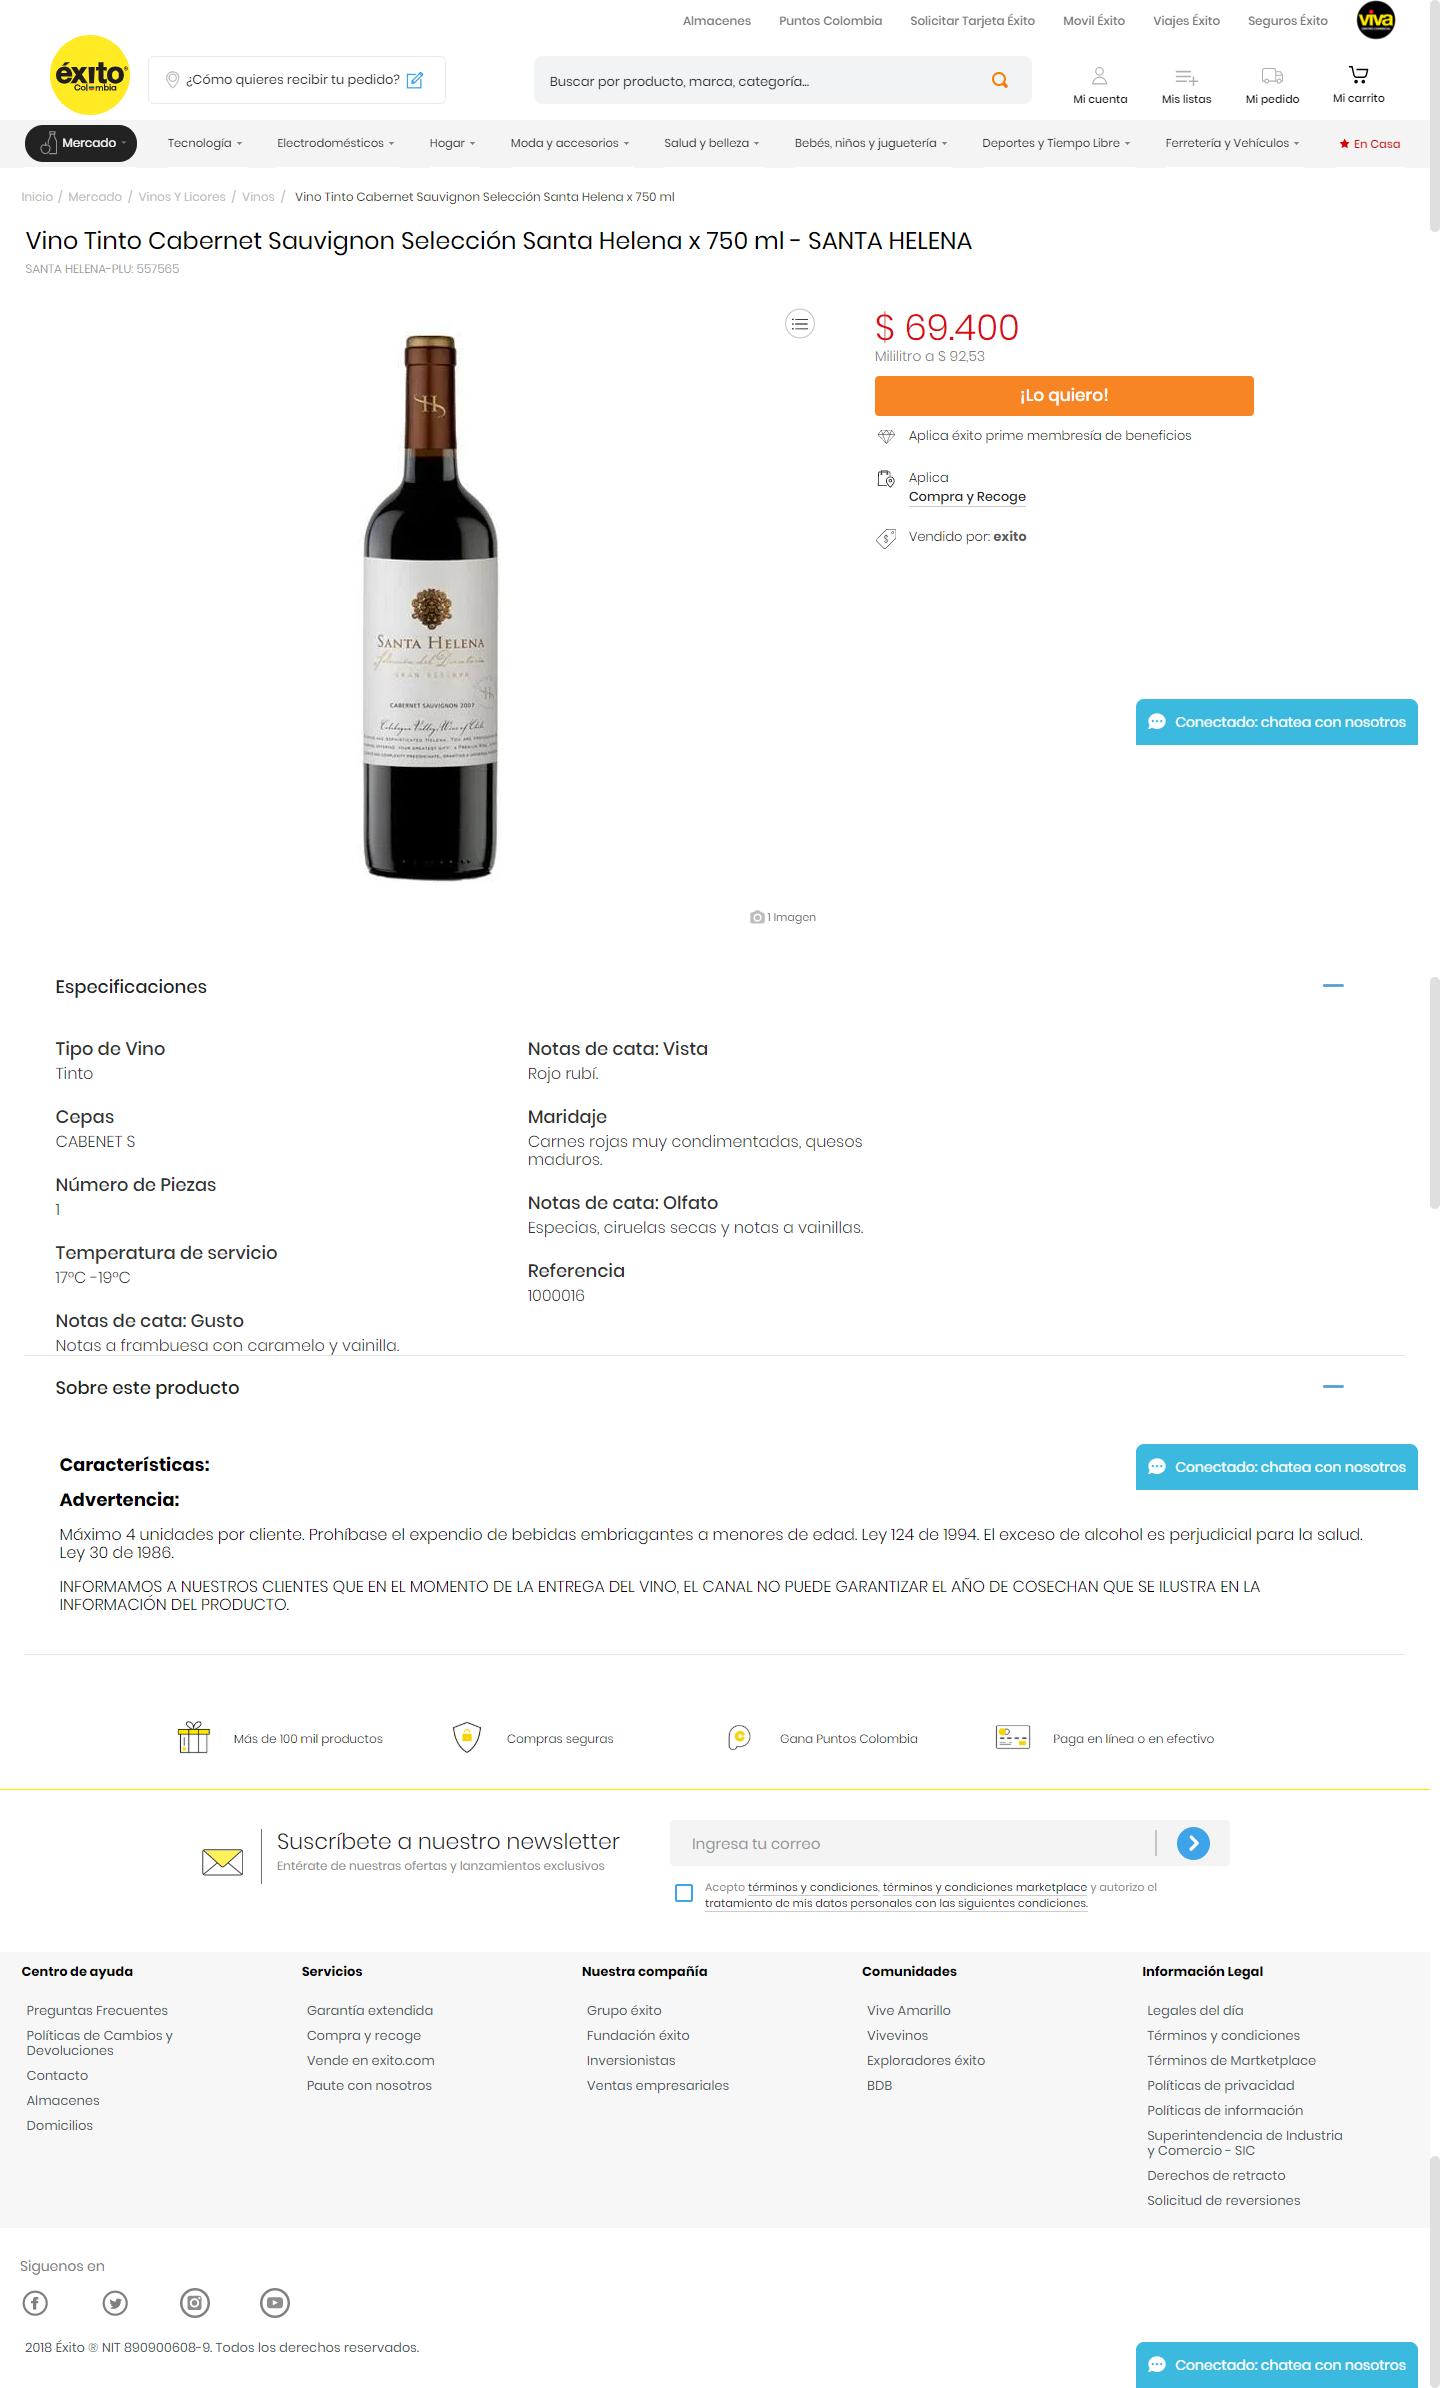 Almacenes Puntos Colombia Solicitar Tarjeta Éxito Movil Éxito Viajes Éxito Seguros Éxito viva
éxito
Colombia
¿Cómo quieres recibir tu pedido?
Buscar por producto, marca, categoría...
Mi cuenta Mis listas Mi pedido Mi carrito
Mercado Tecnología Electrodomésticos Hogar Moda y accesorios Salud y belleza Bebés, niños y juguetería Deportes y Tiempo Libre Ferretería y Vehículos En Casa
Inicio / Mercado / Vinos Y Licores / Vinos / Vino Tinto Cabernet Sauvignon Selección Santa Helena x 750 ml
Vino Tinto Cabernet Sauvignon Selección Santa Helena x 750 ml - SANTA HELENA
SANTA HELENA-PLU: 557565
$ 69.400
Mililitro a $ 92,53
¡Lo quiero!
Aplica éxito prime membresía de beneficios
Aplica
Compra y Recoge
Vendido por: exito
SANTA HELENA
Selección del Directorio
GRAN RESERVA
CABERNET SAUVIGNON 2007
Colchagua Valley, Wine of Chile
Conectado: chatea con nosotros
1 Imagen
Especificaciones
Tipo de Vino
Tinto
Cepas
CABENET S
Número de Piezas
1
Temperatura de servicio
17ºC -19ºC
Notas de cata: Gusto
Notas a frambuesa con caramelo y vainilla.
Notas de cata: Vista
Rojo rubí.
Maridaje
Carnes rojas muy condimentadas, quesos
maduros.
Notas de cata: Olfato
Especias, ciruelas secas y notas a vainillas.
Referencia
1000016
Sobre este producto
Conectado: chatea con nosotros
Características:
Advertencia:
Máximo 4 unidades por cliente. Prohíbase el expendio de bebidas embriagantes a menores de edad. Ley 124 de 1994. El exceso de alcohol es perjudicial para la salud.
Ley 30 de 1986.
INFORMAMOS A NUESTROS CLIENTES QUE EN EL MOMENTO DE LA ENTREGA DEL VINO, EL CANAL NO PUEDE GARANTIZAR EL AÑO DE COSECHAN QUE SE ILUSTRA EN LA
INFORMACIÓN DEL PRODUCTO.
Más de 100 mil productos Compras seguras Gana Puntos Colombia Paga en línea o en efectivo
Suscríbete a nuestro newsletter
Entérate de nuestras ofertas y lanzamientos exclusivos
Ingresa tu correo
Acepto términos y condiciones, términos y condiciones marketplace y autorizo el
tratamiento de mis datos personales con las siguientes condiciones.
Centro de ayuda
Preguntas Frecuentes
Políticas de Cambios y
Devoluciones
Contacto
Almacenes
Domicilios
Servicios
Garantía extendida
Compra y recoge
Vende en exito.com
Paute con nosotros
Nuestra compañía
Grupo éxito
Fundación éxito
Inversionistas
Ventas empresariales
Comunidades
Vive Amarillo
Vivevinos
Exploradores éxito
BDB
Información Legal
Legales del día
Términos y condiciones
Términos de Martketplace
Políticas de privacidad
Políticas de información
Superintendencia de Industria
y Comercio - SIC
Derechos de retracto
Solicitud de reversiones
Siguenos en
2018 Éxito ® NIT 890900608-9. Todos los derechos reservados.
Conectado: chatea con nosotros